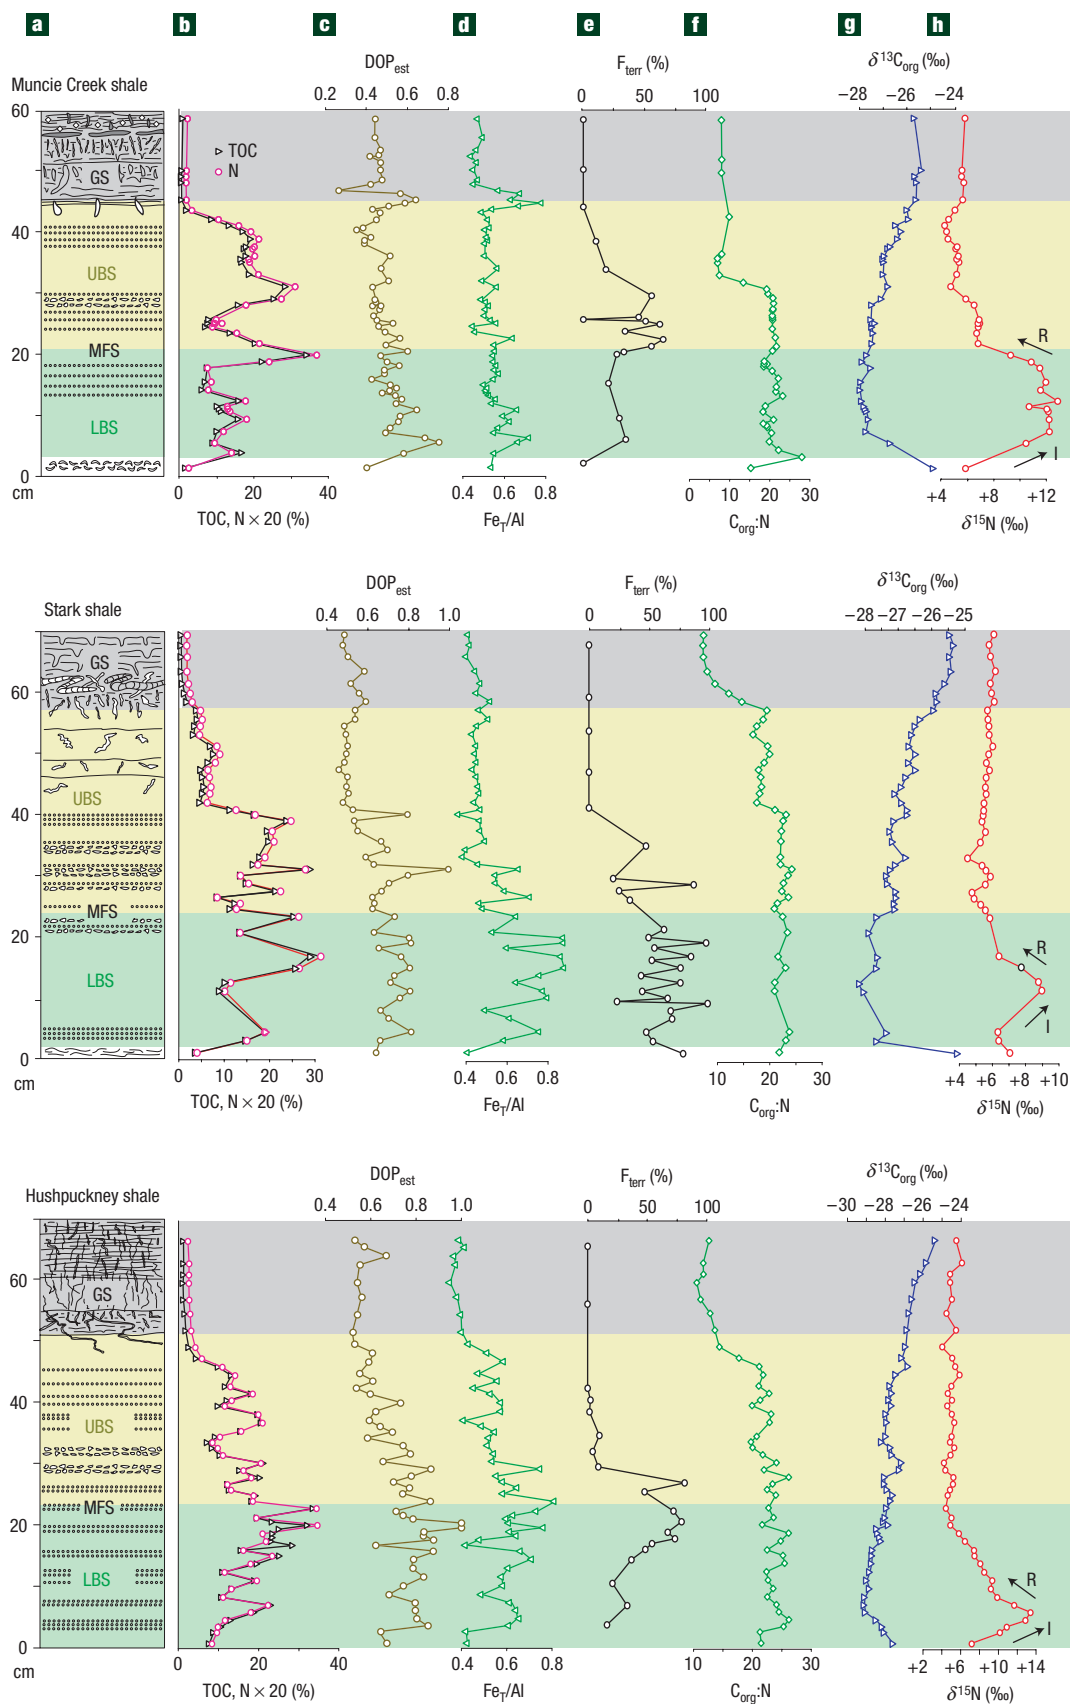 a b c d e f g h
DOPest Fterr (%) δ13Corg (‰)
Muncie Creek shale 0.2 0.4 0.6 0.8 0 50 100 −28 −26 −24
60
TOC
N
GS
40
UBS
MFS
20
R
LBS
I
0
cm 0 20 40 0.4 0.6 0.8 0 10 20 30 +4 +8 +12
TOC, N × 20 (%) FeT/Al Corg:N δ15N (‰)
DOPest Fterr (%) δ13Corg (‰)
Stark shale 0.4 0.6 0.8 1.0 0 50 100 −28 −27 −26 −25
GS
60
40
UBS
MFS
20
R
LBS
I
0
cm 0 10 20 30 0.4 0.6 0.8 10 20 30 +4 +6 +8 +10
TOC, N × 20 (%) FeT/Al Corg:N δ15N (‰)
DOPest Fterr (%) δ13Corg (‰)
Hushpuckney shale 0.4 0.6 0.8 1.0 0 50 100 −30 −28 −26 −24
60
GS
40
UBS
MFS
20
LBS
R
I
0
cm 0 20 40 0.4 0.6 0.8 10 20 30 +2 +6 +10 +14
TOC, N × 20 (%) FeT/Al Corg:N δ15N (‰)